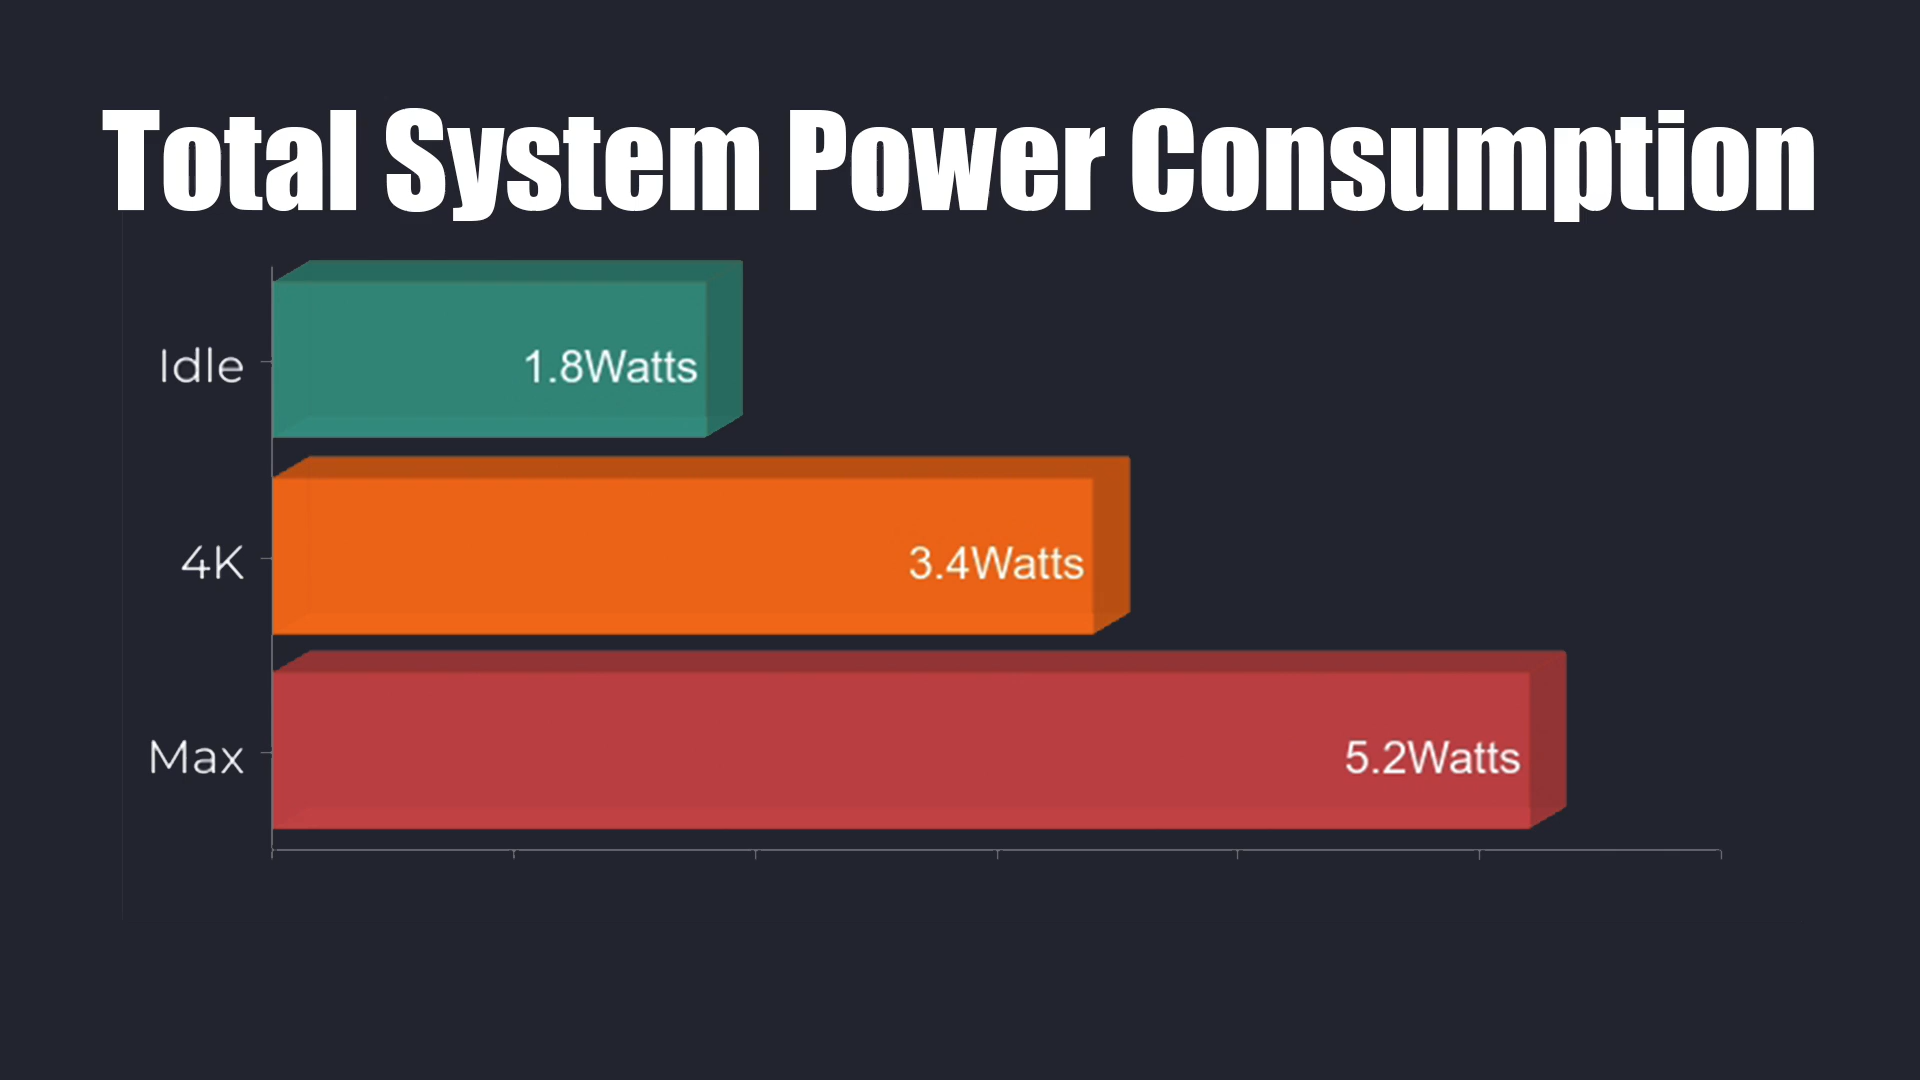 Total System Power Consumption
Idle
1.8Watts
4K
3.4Watts
Max
5.2Watts